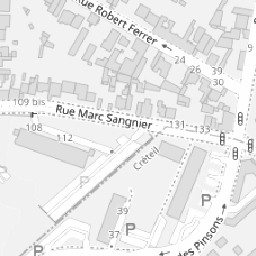 Rue Robert Ferrer
24
26
39
30
109 bis
Rue Marc Sangnier
108
112
131
133
Créteil
P
P
39
37
P
P
P
des Pinsons